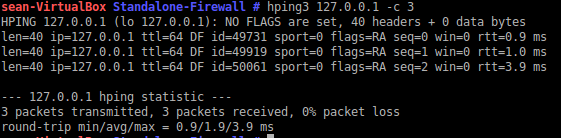 sean-VirtualBox Standalone-Firewall # hping3 127.0.0.1 -c 3
HPING 127.0.0.1 (lo 127.0.0.1): NO FLAGS are set, 40 headers + 0 data bytes
len=40 ip=127.0.0.1 ttl=64 DF id=49731 sport=0 flags=RA seq=0 win=0 rtt=0.9 ms
len=40 ip=127.0.0.1 ttl=64 DF id=49919 sport=0 flags=RA seq=1 win=0 rtt=1.0 ms
len=40 ip=127.0.0.1 ttl=64 DF id=50061 sport=0 flags=RA seq=2 win=0 rtt=3.9 ms

--- 127.0.0.1 hping statistic ---
3 packets transmitted, 3 packets received, 0% packet loss
round-trip min/avg/max = 0.9/1.9/3.9 ms